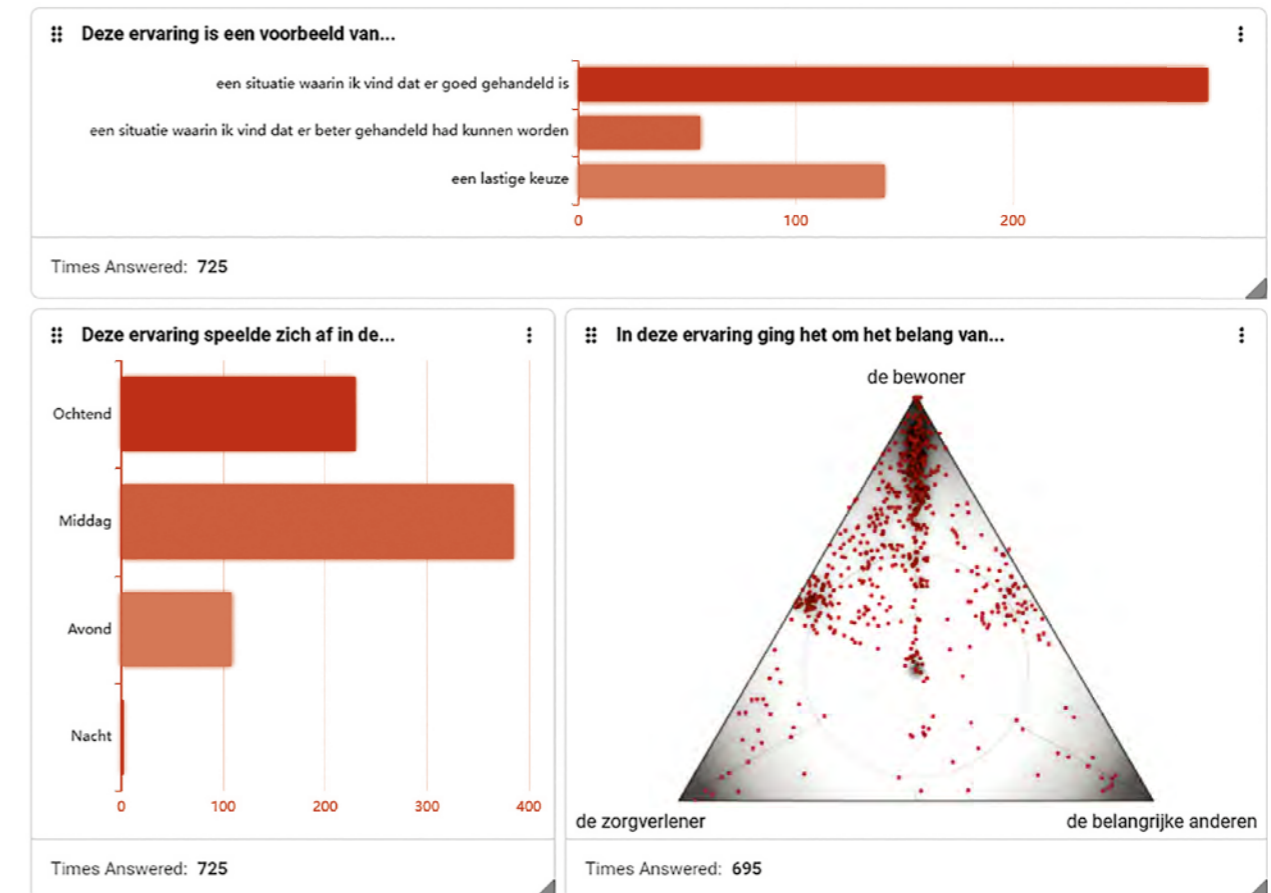 Deze ervaring is een voorbeeld van...
een situatie waarin ik vind dat er goed gehandeld is
een situatie waarin ik vind dat er beter gehandeld had kunnen worden
een lastige keuze
0 100 200
Times Answered: 725
Deze ervaring speelde zich af in de...
Ochtend
Middag
Avond
Nacht
0 100 200 300 400
Times Answered: 725
In deze ervaring ging het om het belang van...
de bewoner
de zorgverlener de belangrijke anderen
Times Answered: 695